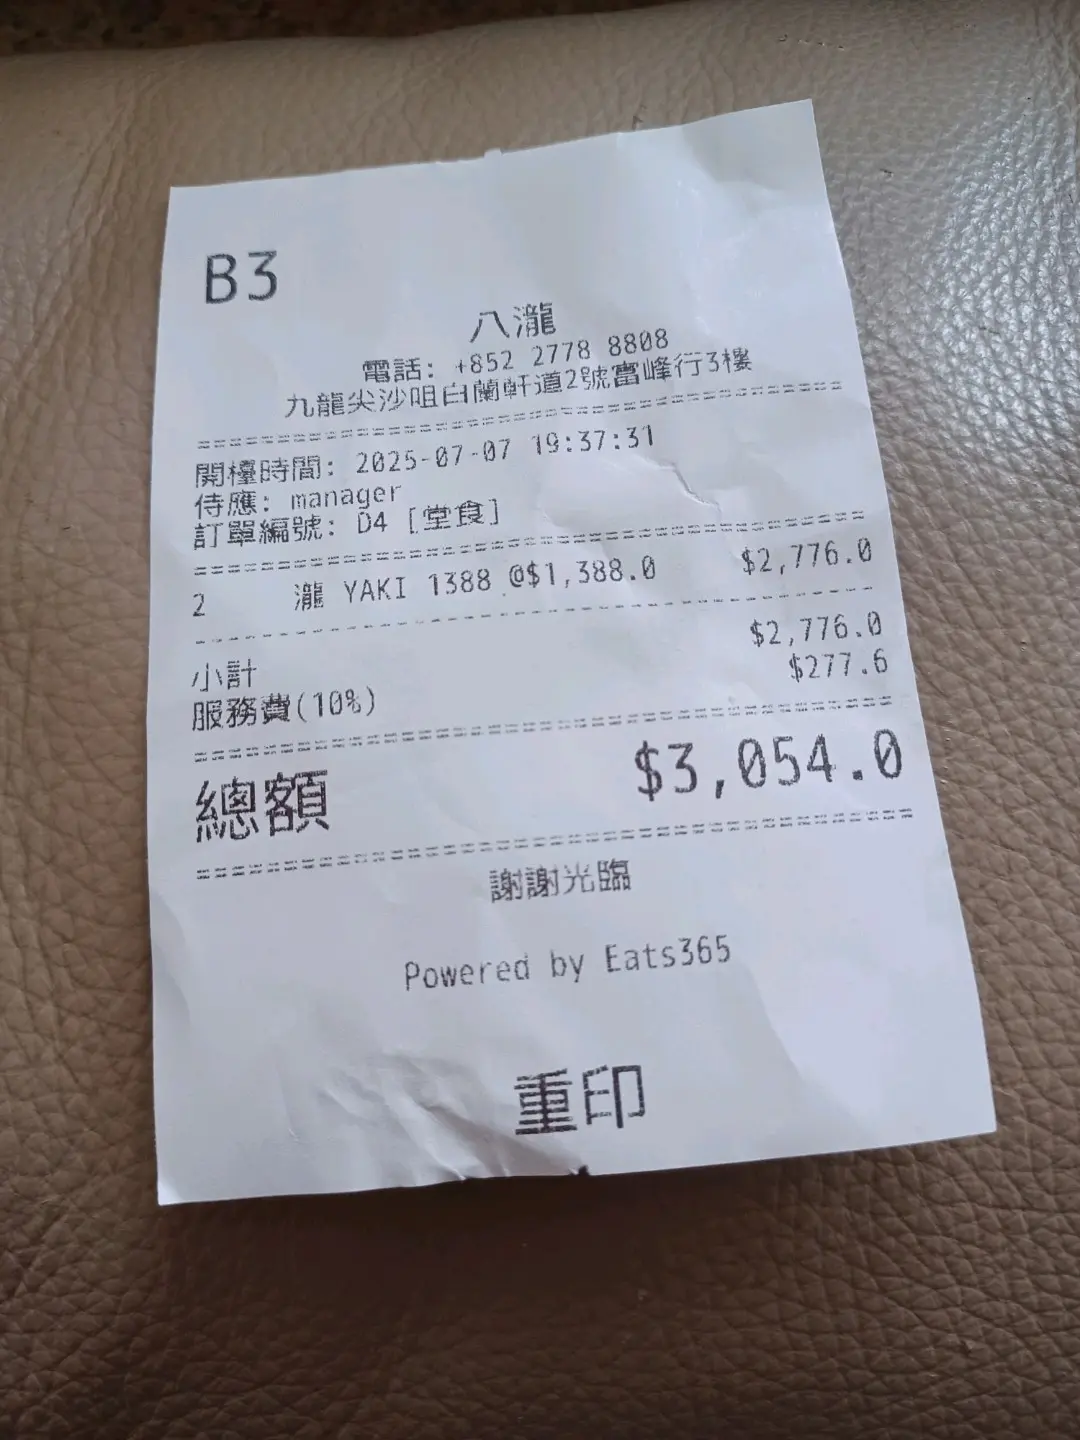 B3
八瀧
電話: +852 2778 8808
九龍尖沙咀白蘭軒道2號富峰行3樓
開檯時間: 2025-07-07 19:37:31
侍應: manager
訂單編號: D4 [堂食]
2 瀧 YAKI 1388 @$1,388.0 $2,776.0
小計 $2,776.0
服務費(10%) $277.6
總額 $3,054.0
謝謝光臨
Powered by Eats365
重印